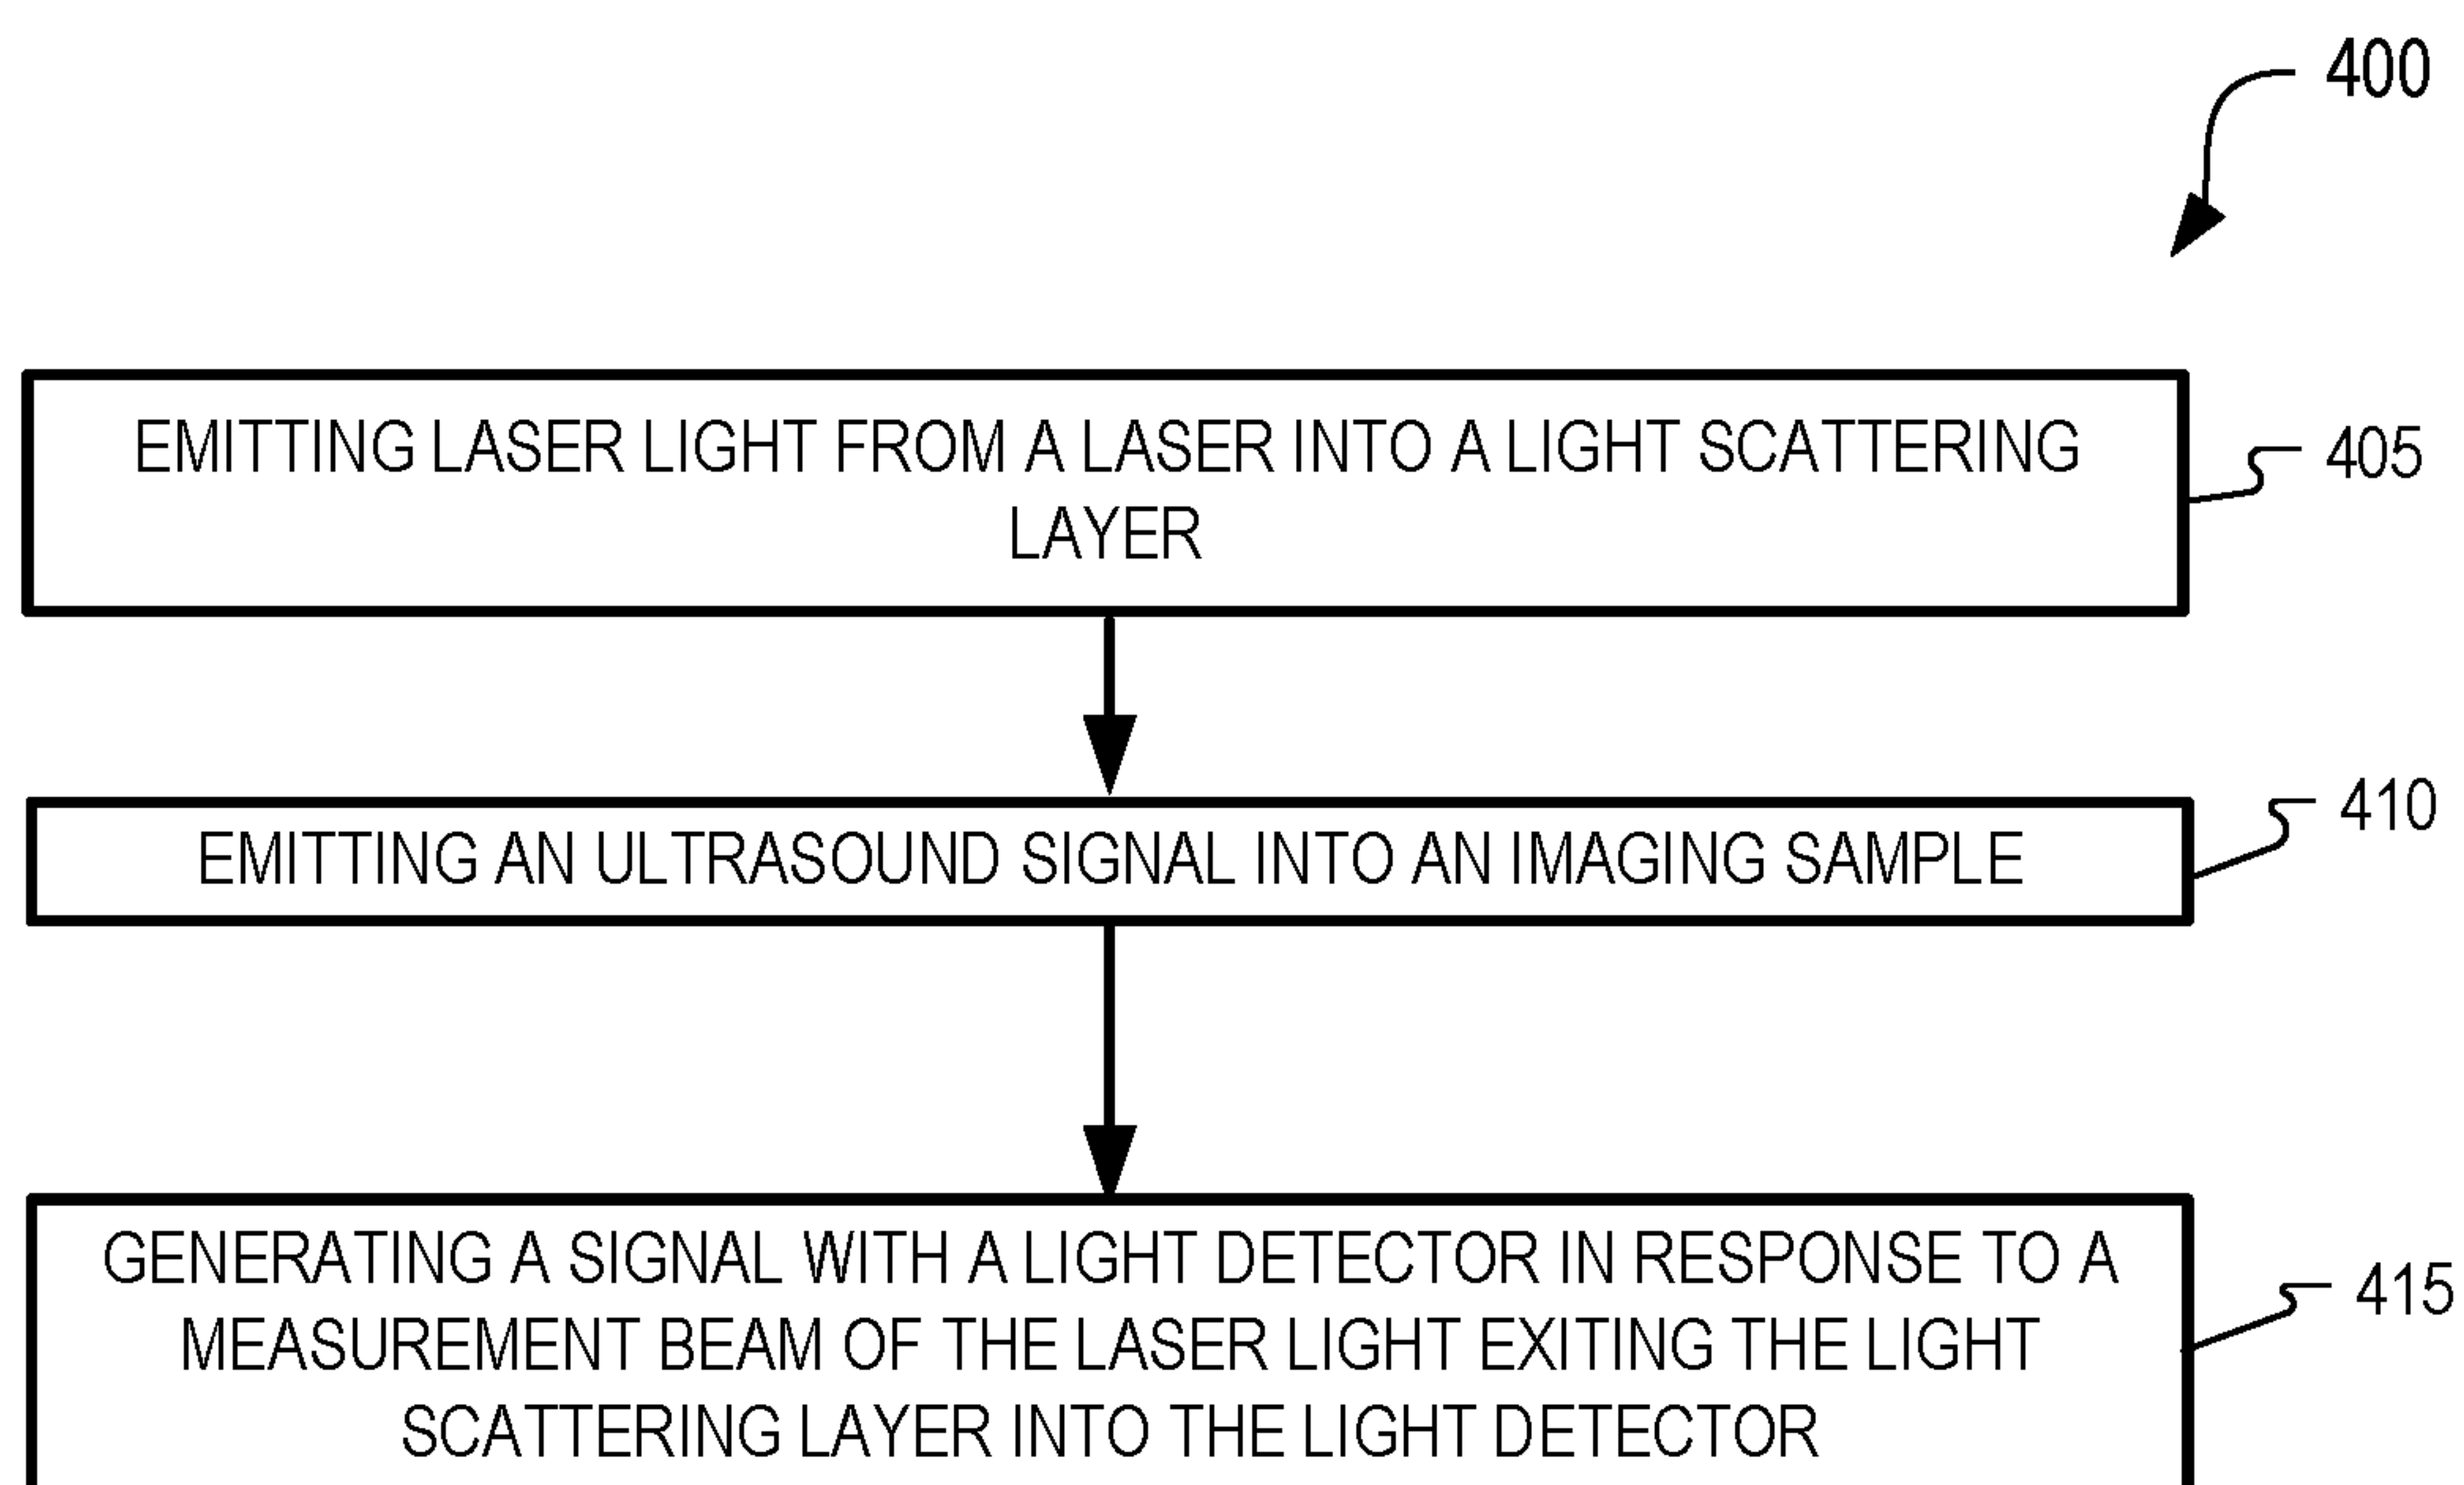 400
EMITTING LASER LIGHT FROM A LASER INTO A LIGHT SCATTERING
LAYER
405
EMITTING AN ULTRASOUND SIGNAL INTO AN IMAGING SAMPLE
410
GENERATING A SIGNAL WITH A LIGHT DETECTOR IN RESPONSE TO A
MEASUREMENT BEAM OF THE LASER LIGHT EXITING THE LIGHT
SCATTERING LAYER INTO THE LIGHT DETECTOR
415